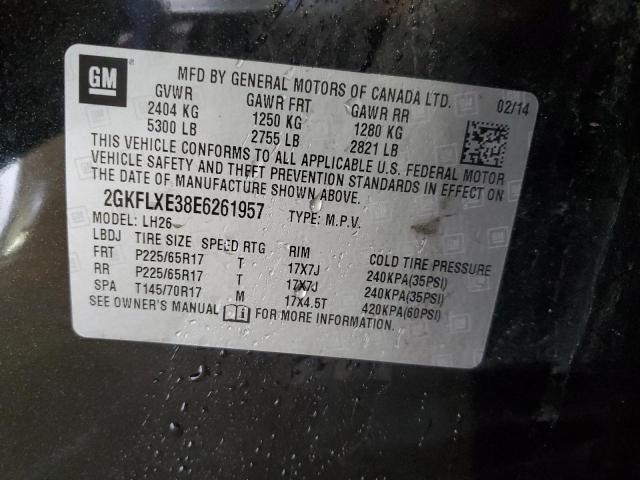 GM
MFD BY GENERAL MOTORS OF CANADA LTD.
GVWR GAWR FRT GAWR RR 02/14
2404 KG 1250 KG 1280 KG
5300 LB 2755 LB 2821 LB
THIS VEHICLE CONFORMS TO ALL APPLICABLE U.S. FEDERAL MOTOR
VEHICLE SAFETY AND THEFT PREVENTION STANDARDS IN EFFECT ON
THE DATE OF MANUFACTURE SHOWN ABOVE.
2GKFLXE38E6261957 TYPE: M.P.V.
MODEL: LH26
LBDJ TIRE SIZE SPEED RTG RIM COLD TIRE PRESSURE
FRT P225/65R17 T 17X7J 240KPA(35PSI)
RR P225/65R17 T 17X7J 240KPA(35PSI)
SPA T145/70R17 M 17X4.5T 420KPA(60PSI)
SEE OWNER'S MANUAL FOR MORE INFORMATION.